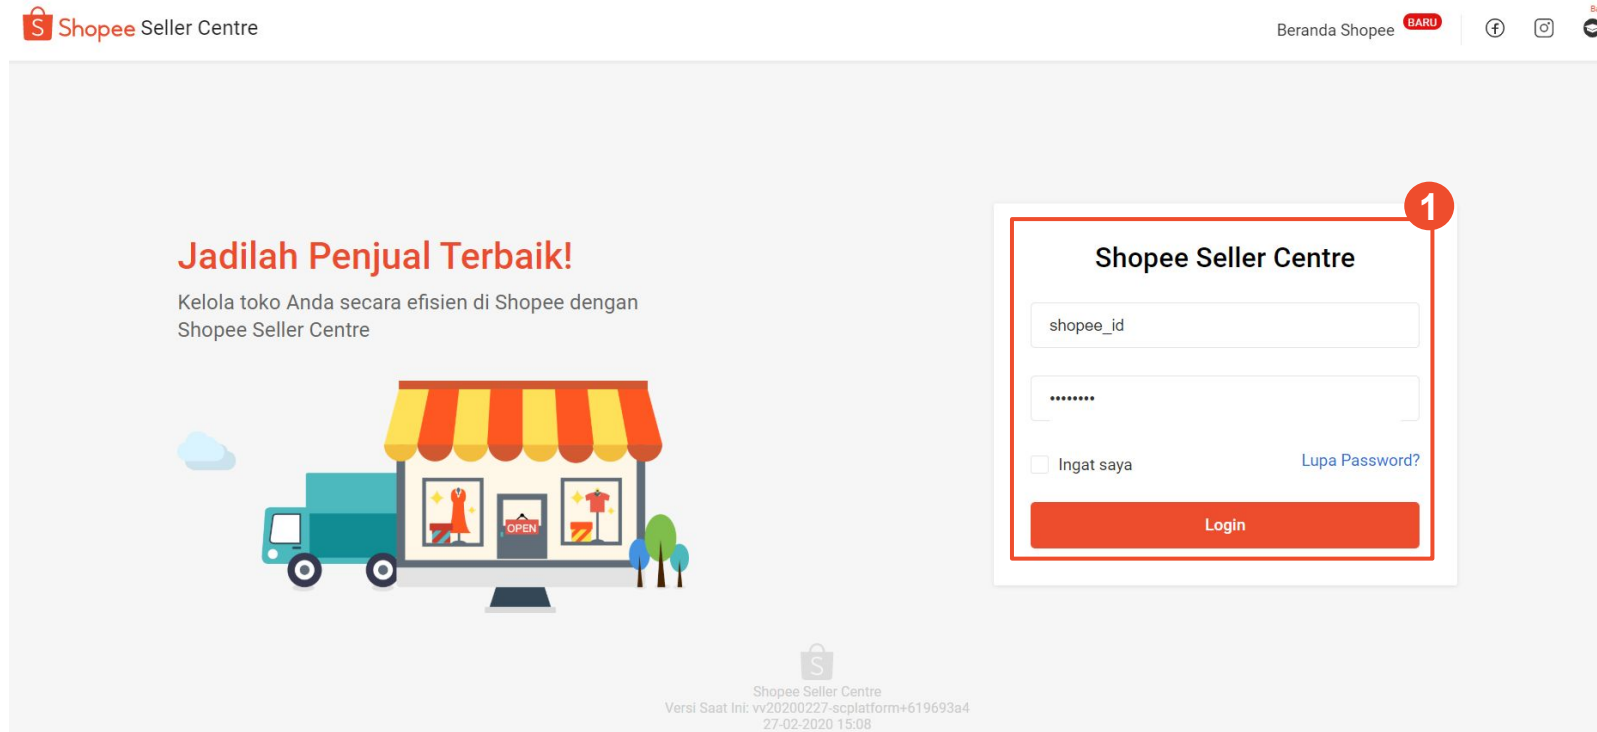 Shopee Seller Centre
Beranda Shopee BARU
1
Jadilah Penjual Terbaik!
Kelola toko Anda secara efisien di Shopee dengan
Shopee Seller Centre
OPEN
Shopee Seller Centre
shopee_id
••••••••
Ingat saya
Lupa Password?
Login
Shopee Seller Centre
Versi Saat Ini: vv20200227-scplatform+619693a4
27-02-2020 15:08